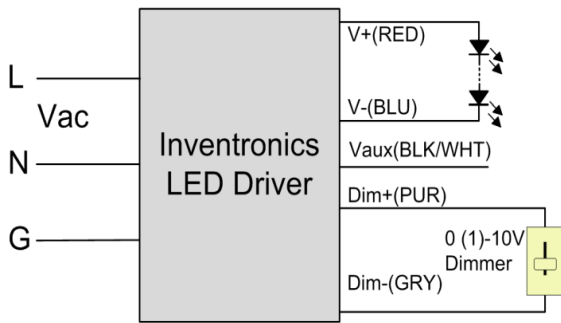 L
Vac
N
G
Inventronics
LED Driver
V+(RED)
V-(BLU)
Vaux(BLK/WHT)
Dim+(PUR)
0 (1)-10V
Dimmer
Dim-(GRY)